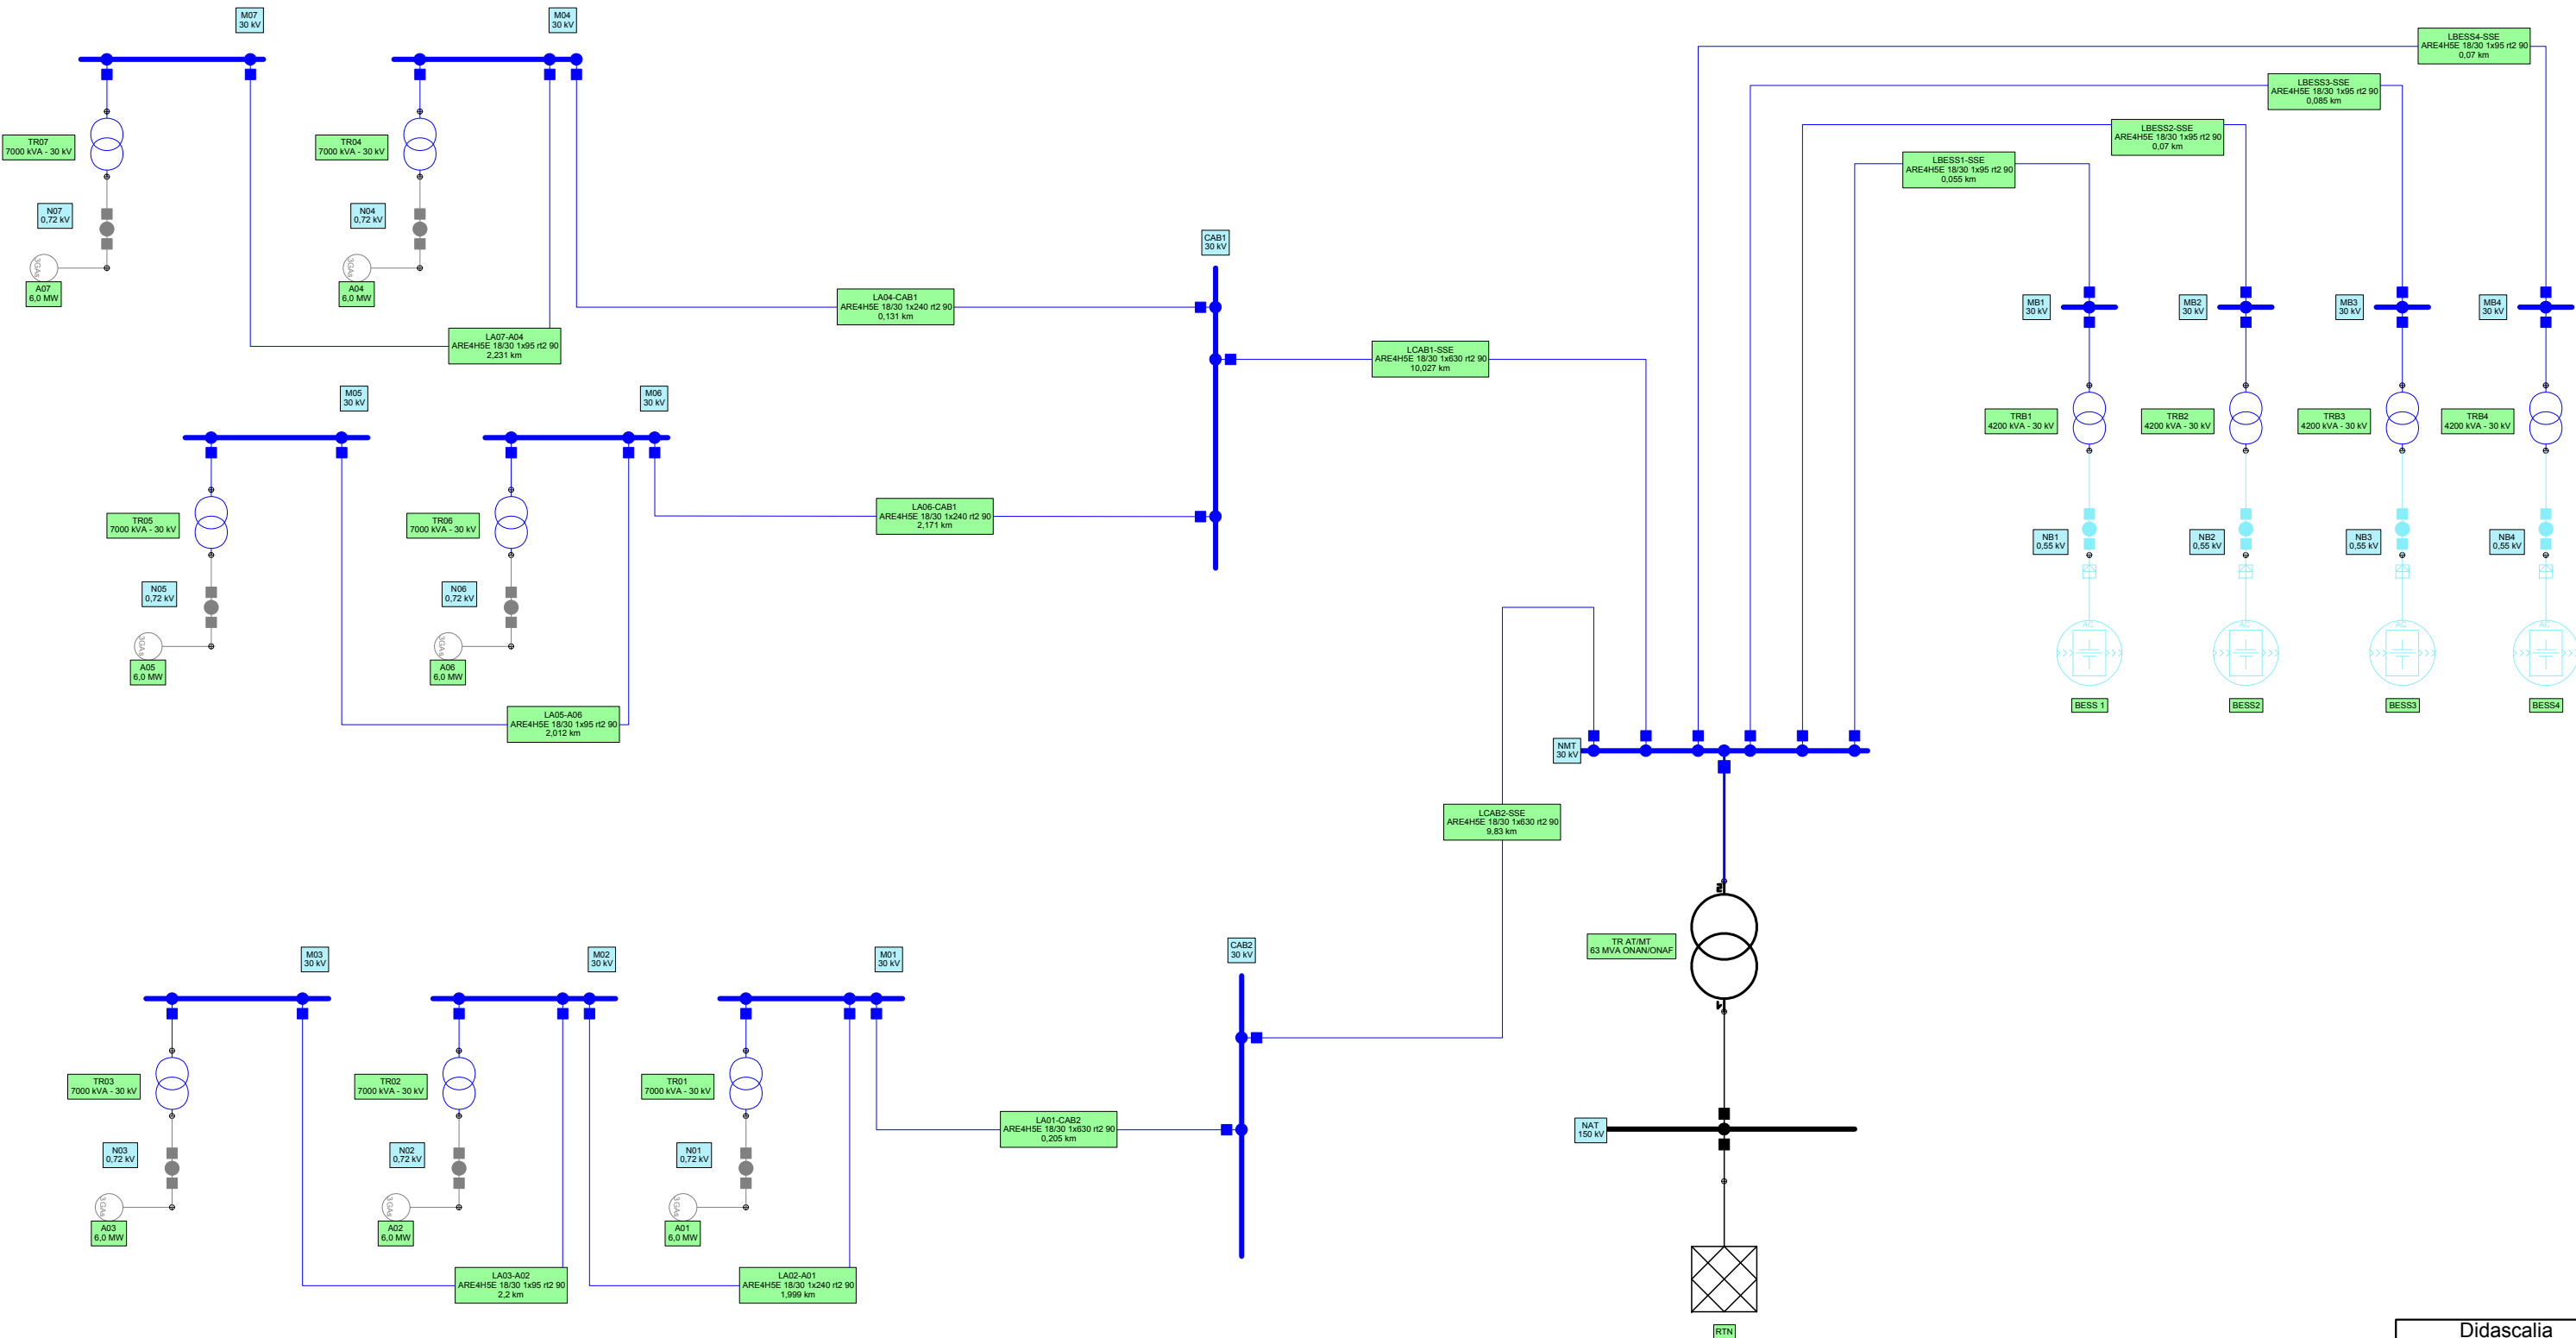 M07
30 kV
M04
30 kV
LBESS4-SSE
ARE4H5E 18/30 1x95 rt2 90
0,07 km
LBESS3-SSE
ARE4H5E 18/30 1x95 rt2 90
0,085 km
LBESS2-SSE
ARE4H5E 18/30 1x95 rt2 90
0,07 km
LBESS1-SSE
ARE4H5E 18/30 1x95 rt2 90
0,055 km
TR07
7000 kVA - 30 kV
TR04
7000 kVA - 30 kV
N07
0,72 kV
N04
0,72 kV
3GAs
A07
6,0 MW
3GAs
A04
6,0 MW
CAB1
30 kV
LA04-CAB1
ARE4H5E 18/30 1x240 rt2 90
0,131 km
LA07-A04
ARE4H5E 18/30 1x95 rt2 90
2,231 km
LCAB1-SSE
ARE4H5E 18/30 1x630 rt2 90
10,027 km
MB1
30 kV
MB2
30 kV
MB3
30 kV
MB4
30 kV
M05
30 kV
M06
30 kV
TRB1
4200 kVA - 30 kV
TRB2
4200 kVA - 30 kV
TRB3
4200 kVA - 30 kV
TRB4
4200 kVA - 30 kV
TR05
7000 kVA - 30 kV
TR06
7000 kVA - 30 kV
LA06-CAB1
ARE4H5E 18/30 1x240 rt2 90
2,171 km
NB1
0,55 kV
NB2
0,55 kV
NB3
0,55 kV
NB4
0,55 kV
N05
0,72 kV
N06
0,72 kV
3GAs
A05
6,0 MW
3GAs
A06
6,0 MW
AC
AC
AC
AC
BESS 1
BESS2
BESS3
BESS4
LA05-A06
ARE4H5E 18/30 1x95 rt2 90
2,012 km
NMT
30 kV
LCAB2-SSE
ARE4H5E 18/30 1x630 rt2 90
9,83 km
2
TR AT/MT
63 MVA ONAN/ONAF
1
M03
30 kV
M02
30 kV
M01
30 kV
CAB2
30 kV
TR03
7000 kVA - 30 kV
TR02
7000 kVA - 30 kV
TR01
7000 kVA - 30 kV
LA01-CAB2
ARE4H5E 18/30 1x630 rt2 90
0,205 km
NAT
150 kV
N03
0,72 kV
N02
0,72 kV
N01
0,72 kV
3GAs
A03
6,0 MW
3GAs
A02
6,0 MW
3GAs
A01
6,0 MW
LA03-A02
ARE4H5E 18/30 1x95 rt2 90
2,2 km
LA02-A01
ARE4H5E 18/30 1x240 rt2 90
1,999 km
RTN
Didascalia